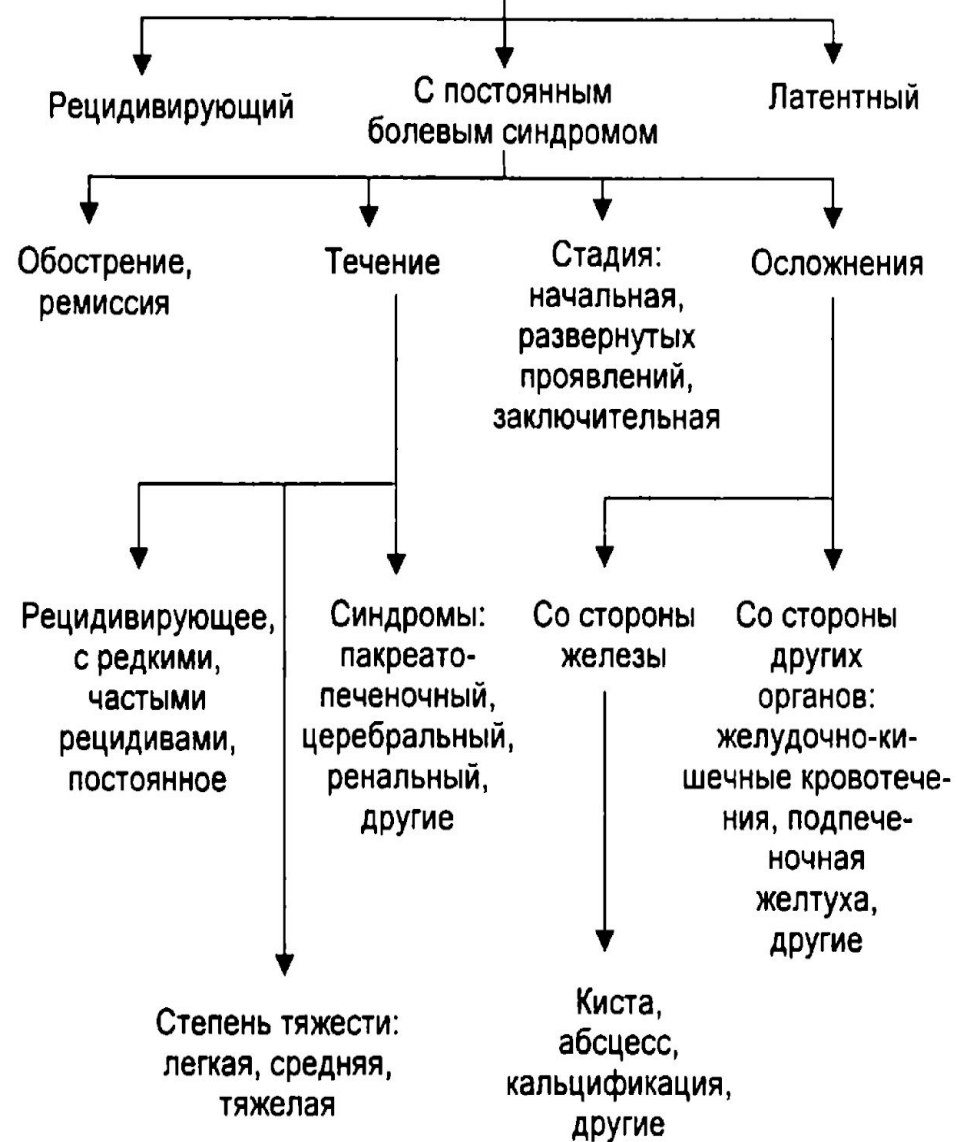 Рецидивирующий
С постоянным
болевым синдромом
Латентный
Обострение,
ремиссия
Течение
Стадия:
начальная,
развернутых
проявлений,
заключительная
Осложнения
Рецидивирующее,
с редкими,
частыми
рецидивами,
постоянное
Синдромы:
пакреато-
печеночный,
церебральный,
ренальный,
другие
Со стороны
железы
Со стороны
других
органов:
желудочно-ки-
шечные кровотече-
ния, подпече-
ночная
желтуха,
другие
Степень тяжести:
легкая, средняя,
тяжелая
Киста,
абсцесс,
кальцификация,
другие